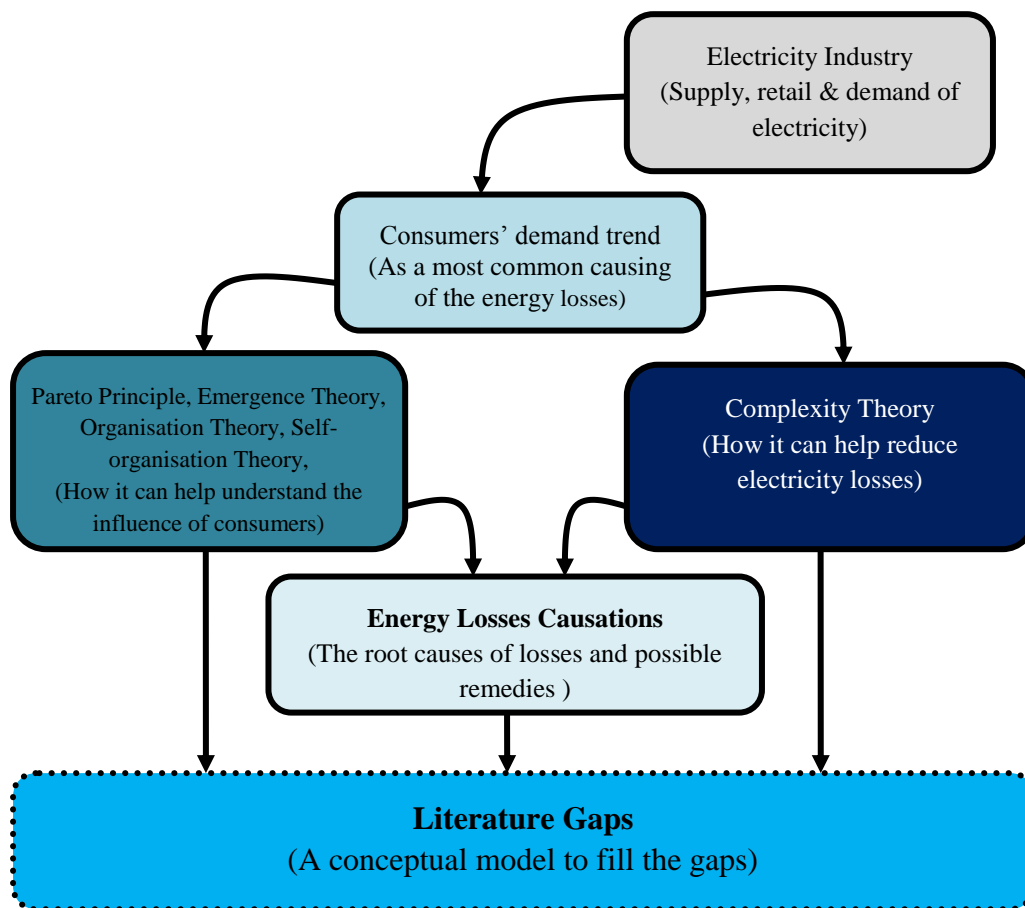 Electricity Industry
(Supply, retail & demand of
electricity)
Consumers’ demand trend
(As a most common causing
of the energy losses)
Pareto Principle, Emergence Theory,
Organisation Theory, Self-
organisation Theory,
(How it can help understand the
influence of consumers)
Complexity Theory
(How it can help reduce
electricity losses)
Energy Losses Causations
(The root causes of losses and possible
remedies )
Literature Gaps
(A conceptual model to fill the gaps)